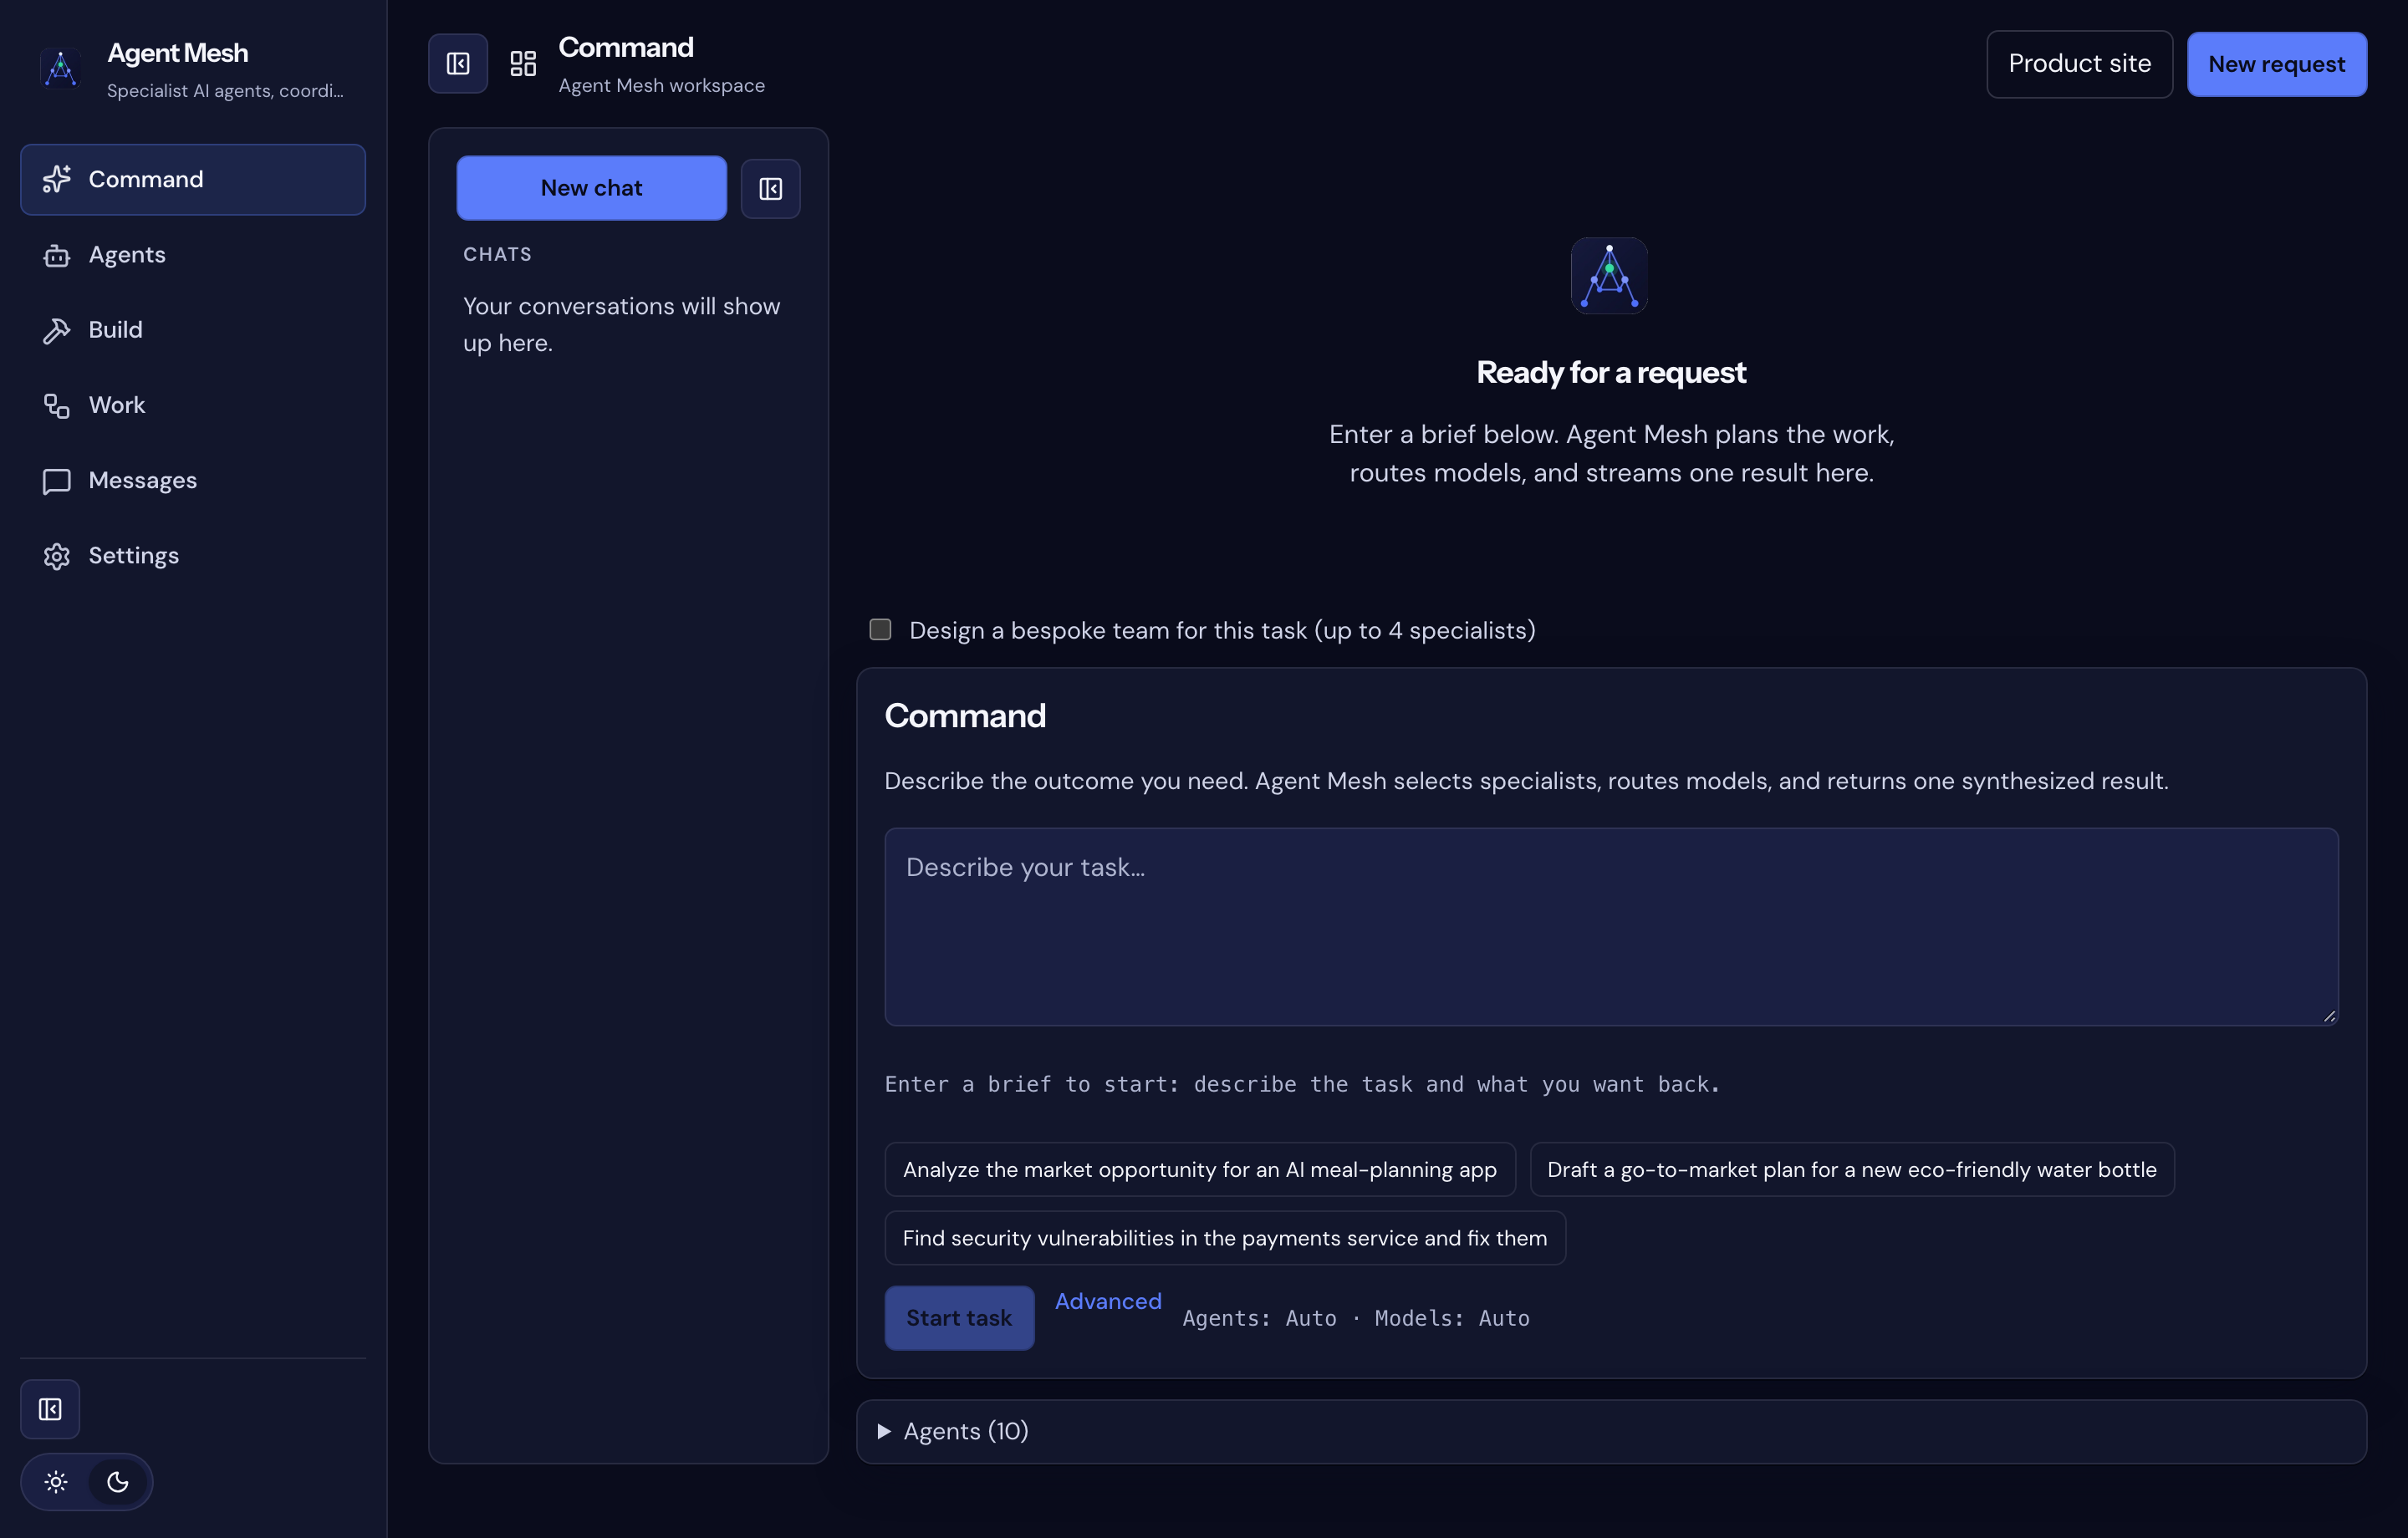 Agent Mesh
Specialist AI agents, coordi...
Command
Agents
Build
Work
Messages
Settings
Command
Agent Mesh workspace
Product site
New request
New chat
CHATS
Your conversations will show
up here.
Ready for a request
Enter a brief below. Agent Mesh plans the work,
routes models, and streams one result here.
Design a bespoke team for this task (up to 4 specialists)
Command
Describe the outcome you need. Agent Mesh selects specialists, routes models, and returns one synthesized result.
Describe your task...
Enter a brief to start: describe the task and what you want back.
Analyze the market opportunity for an AI meal-planning app
Draft a go-to-market plan for a new eco-friendly water bottle
Find security vulnerabilities in the payments service and fix them
Start task
Advanced
Agents: Auto · Models: Auto
Agents (10)